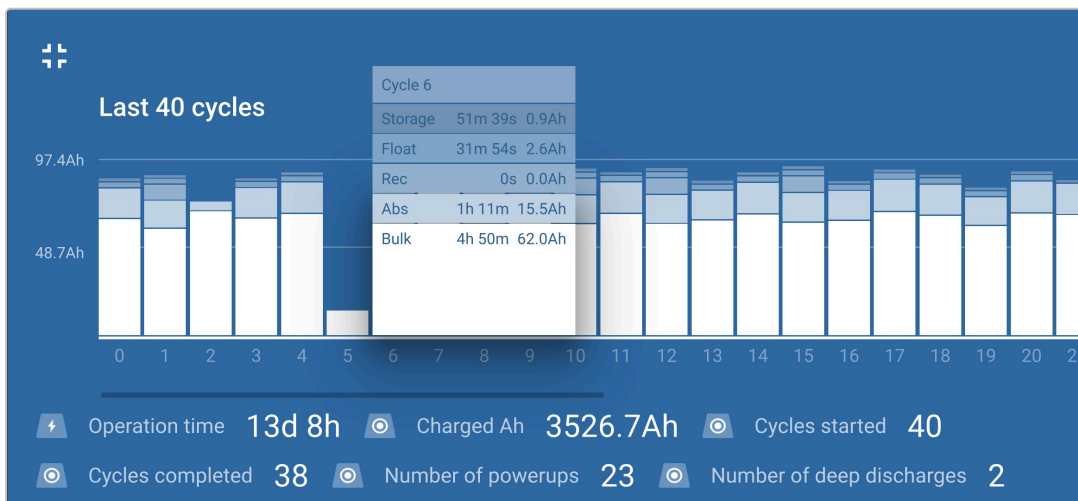 Last 40 cycles
97.4Ah
48.7Ah
Cycle 6
Storage 51m 39s 0.9Ah
Float 31m 54s 2.6Ah
Rec 0s 0.0Ah
Abs 1h 11m 15.5Ah
Bulk 4h 50m 62.0Ah
0 1 2 3 4 5 6 7 8 9 10 11 12 13 14 15 16 17 18 19 20 2
Operation time 13d 8h Charged Ah 3526.7Ah Cycles started 40
Cycles completed 38 Number of powerups 23 Number of deep discharges 2